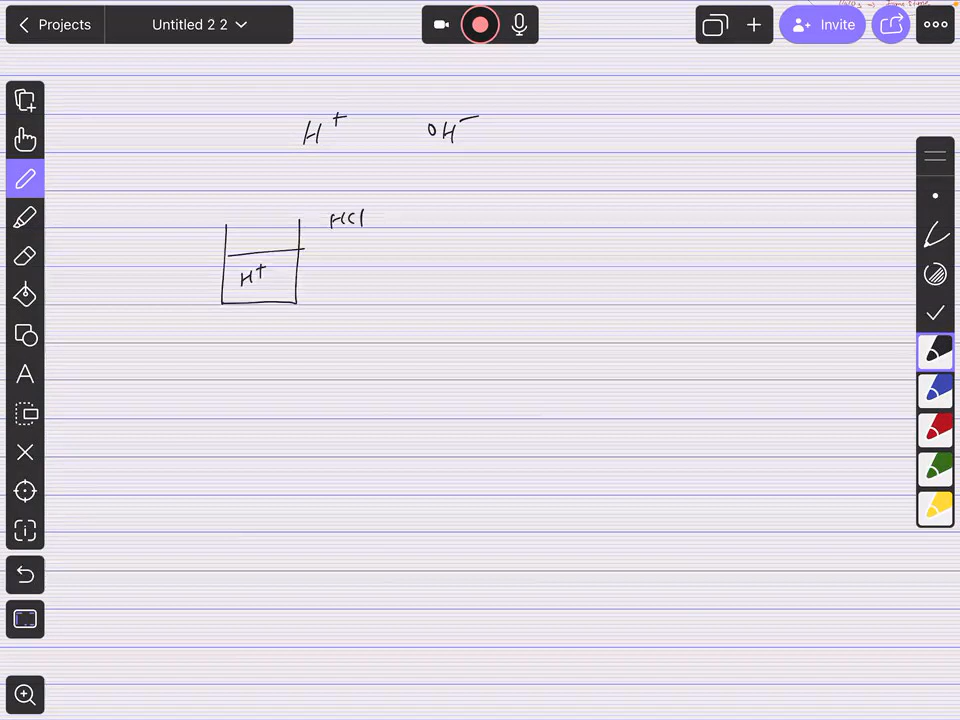 Projects Untitled 2 2 Invite
H+ OH−
HCl
H+